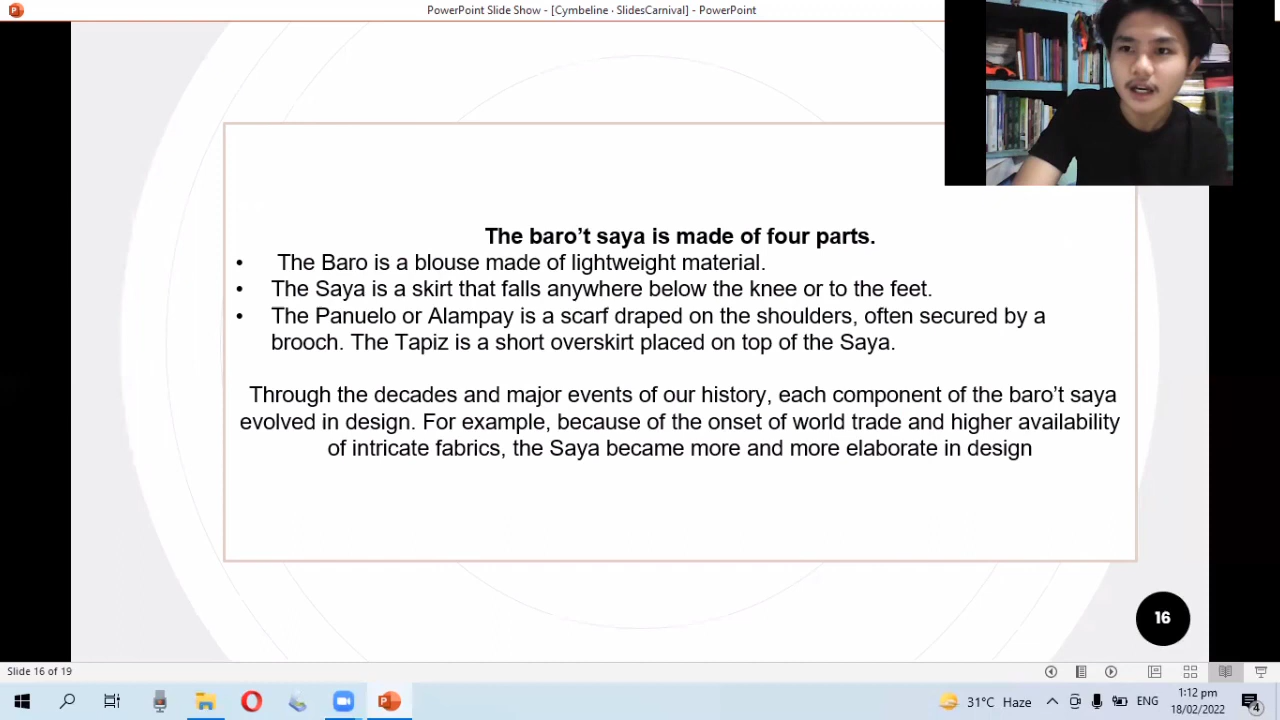 PowerPoint Slide Show - [Cymbeline · SlidesCarnival] - PowerPoint
The baro’t saya is made of four parts.
• The Baro is a blouse made of lightweight material.
• The Saya is a skirt that falls anywhere below the knee or to the feet.
• The Panuelo or Alampay is a scarf draped on the shoulders, often secured by a
brooch. The Tapiz is a short overskirt placed on top of the Saya.
Through the decades and major events of our history, each component of the baro’t saya
evolved in design. For example, because of the onset of world trade and higher availability
of intricate fabrics, the Saya became more and more elaborate in design
16
Slide 16 of 19
31°C Haze
ENG
1:12 pm
18/02/2022
4